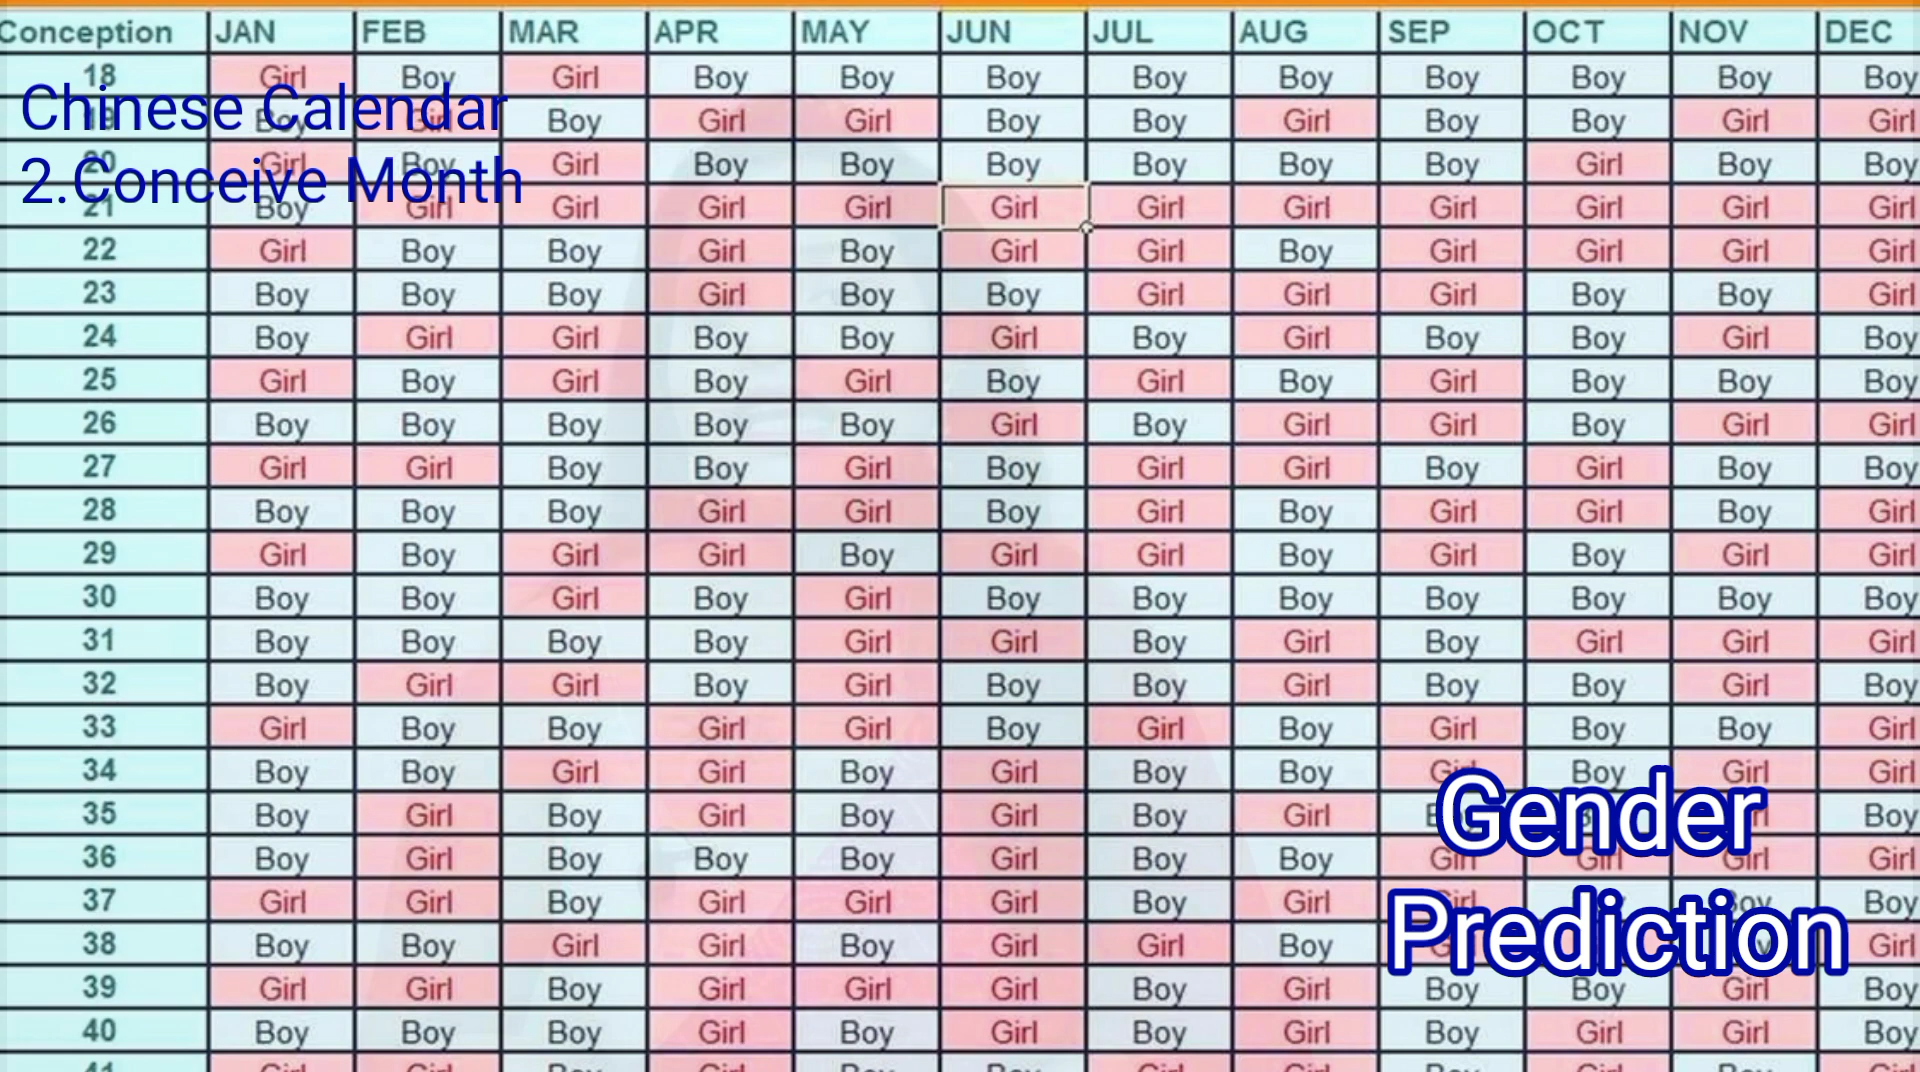 Conception JAN FEB MAR APR MAY JUN JUL AUG SEP OCT NOV DEC
18 Girl Boy Girl Boy Boy Boy Boy Boy Boy Boy Boy Boy
Chinese Calendar
19 Boy Girl Boy Girl Girl Boy Boy Girl Boy Boy Girl Girl
20 Girl Boy Girl Boy Boy Boy Boy Boy Boy Girl Boy Boy
2.Conceive Month
21 Boy Girl Girl Girl Girl Girl Girl Girl Girl Girl Girl Girl
22 Girl Boy Boy Girl Boy Girl Girl Boy Girl Girl Girl Girl
23 Boy Boy Boy Girl Boy Boy Girl Girl Girl Boy Boy Girl
24 Boy Girl Girl Boy Boy Girl Boy Girl Boy Boy Girl Boy
25 Girl Boy Girl Boy Girl Boy Girl Boy Girl Boy Boy Boy
26 Boy Boy Boy Boy Boy Girl Boy Girl Girl Boy Girl Girl
27 Girl Girl Boy Boy Girl Boy Girl Girl Boy Girl Boy Boy
28 Boy Boy Boy Girl Girl Boy Girl Boy Girl Girl Boy Girl
29 Girl Boy Girl Girl Boy Girl Girl Boy Girl Boy Girl Girl
30 Boy Boy Girl Boy Girl Boy Boy Boy Boy Boy Boy Boy
31 Boy Boy Boy Boy Girl Girl Boy Girl Boy Girl Girl Girl
32 Boy Girl Girl Boy Girl Boy Boy Girl Boy Boy Girl Boy
33 Girl Boy Boy Girl Girl Boy Girl Boy Girl Boy Boy Girl
34 Boy Boy Girl Girl Boy Girl Boy Boy Girl Boy Girl Girl
35 Boy Girl Boy Girl Boy Girl Boy Girl Boy
Gender
36 Boy Girl Boy Boy Boy Girl Boy Boy Girl Girl Girl Girl
37 Girl Girl Boy Girl Girl Girl Boy Girl Girl Boy Boy
Prediction
38 Boy Boy Girl Girl Boy Girl Girl Boy Girl
39 Girl Girl Boy Girl Girl Girl Boy Girl Boy Boy Girl Boy
40 Boy Boy Boy Girl Boy Girl Boy Girl Boy Girl Girl Boy